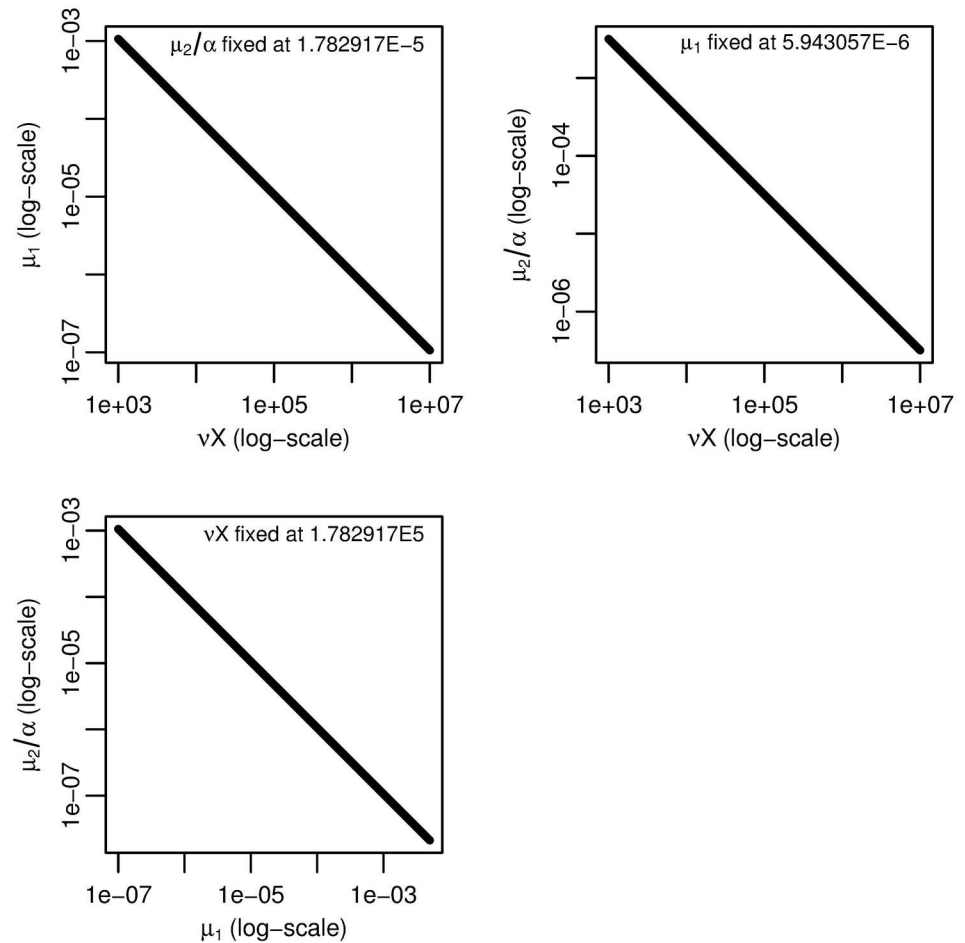 μ₂/α fixed at 1.782917E−5
μ₁ (log−scale)
1e−03
1e−05
1e−07
1e+03 1e+05 1e+07
νX (log−scale)
μ₁ fixed at 5.943057E−6
μ₂/α (log−scale)
1e−04
1e−06
1e+03 1e+05 1e+07
νX (log−scale)
νX fixed at 1.782917E5
μ₂/α (log−scale)
1e−03
1e−05
1e−07
1e−07 1e−05 1e−03
μ₁ (log−scale)